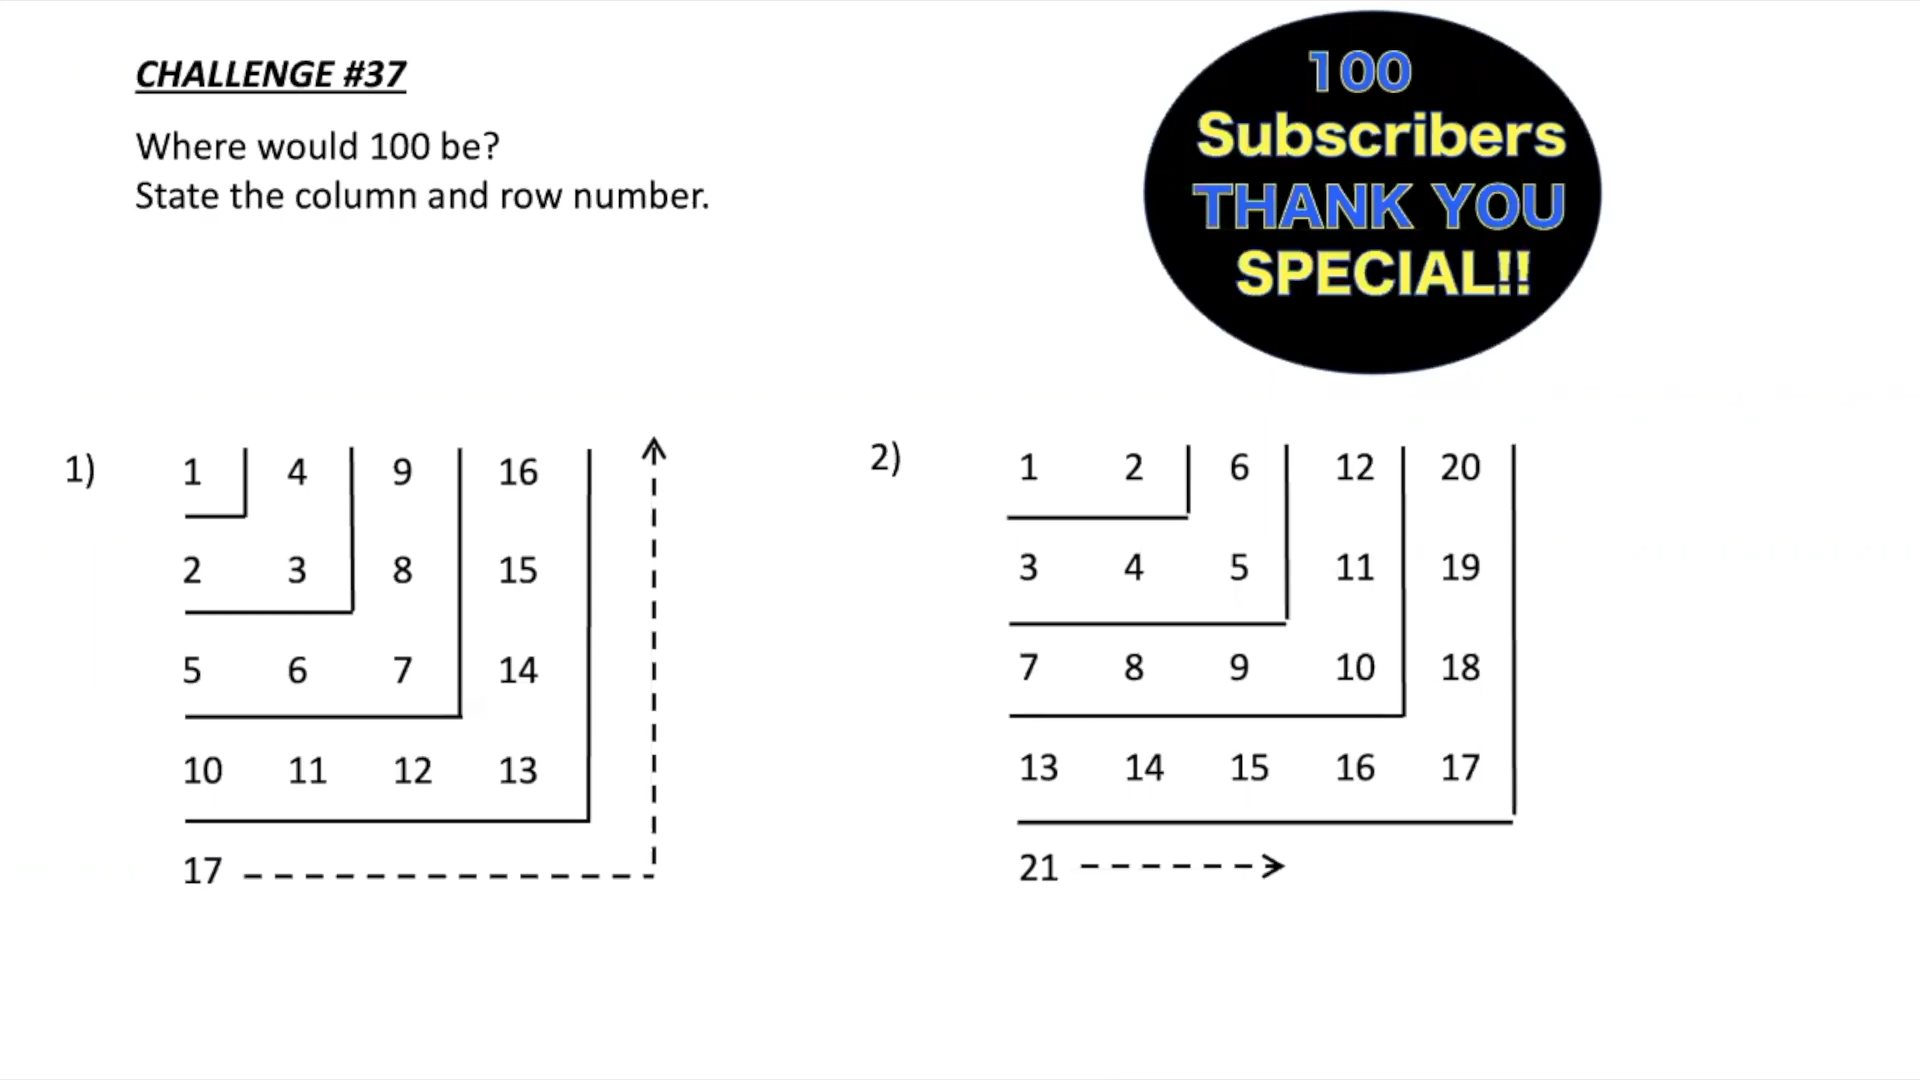 CHALLENGE #37
Where would 100 be?
State the column and row number.
100
Subscribers
THANK YOU
SPECIAL!!
1)
1 4 9 16
2 3 8 15
5 6 7 14
10 11 12 13
17
2)
1 2 6 12 20
3 4 5 11 19
7 8 9 10 18
13 14 15 16 17
21